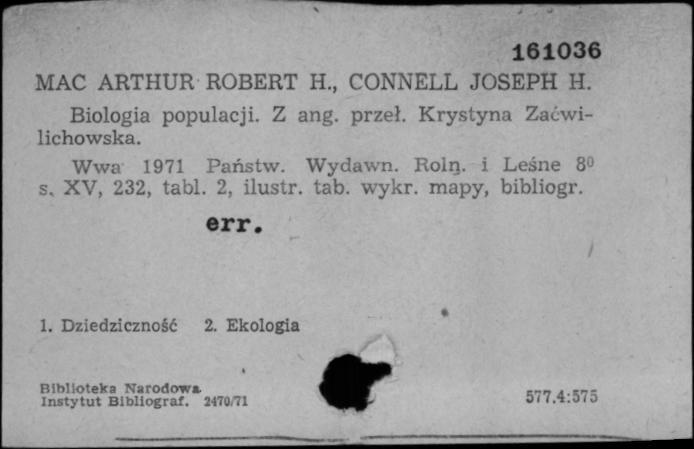 161036
MAC ARTHUR ROBERT H., CONNELL JOSEPH H.
Biologia populacji. Z ang. przeł. Krystyna Zaćwi-
lichowska.
Wwa 1971 Państw. Wydawn. Roln. i Leśne 8⁰
s. XV, 232, tabl. 2, ilustr. tab. wykr. mapy, bibliogr.
err.
1. Dziedziczność 2. Ekologia
Biblioteka Narodowa
Instytut Bibliograf. 2470/71
577.4:575